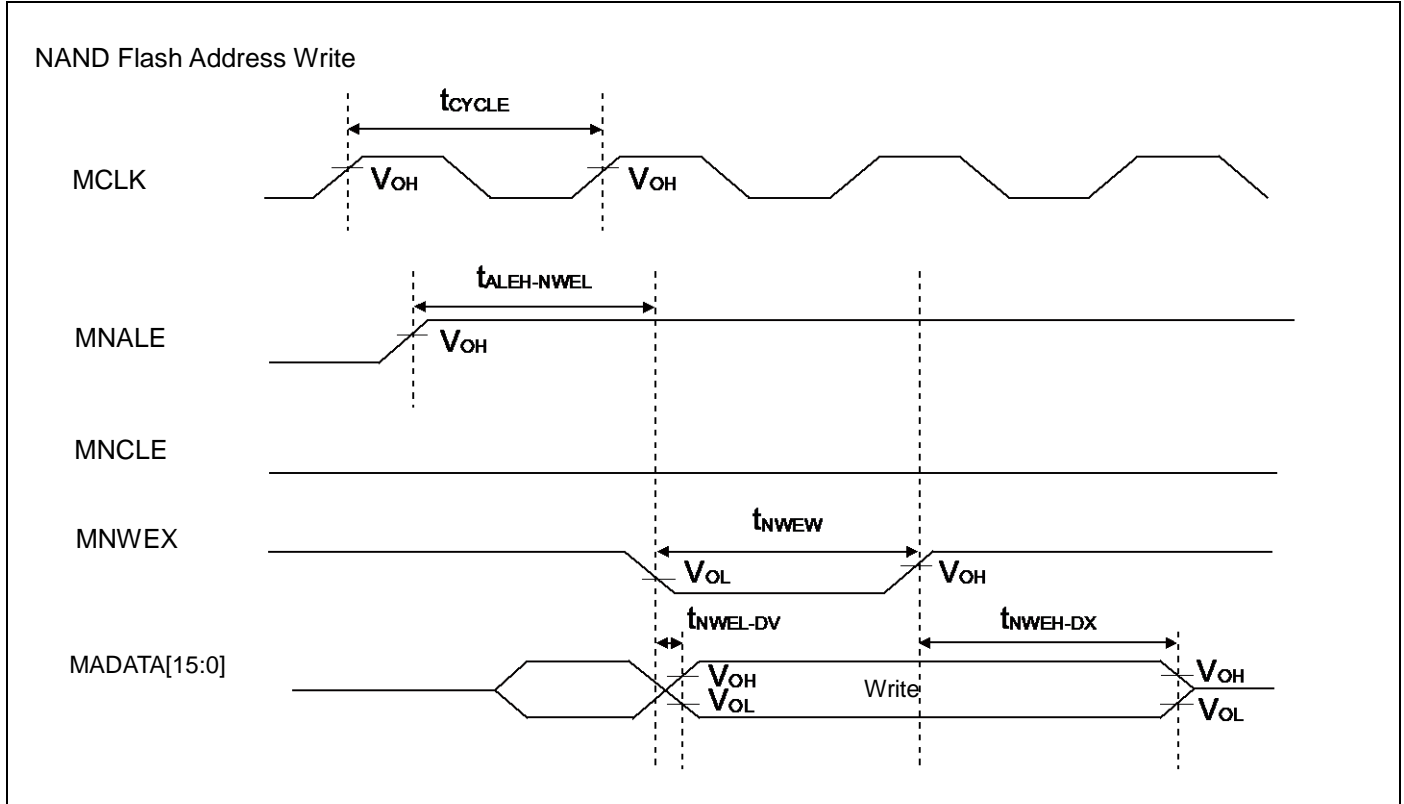 NAND Flash Address Write
tCYCLE
MCLK
VOH
VOH
tALEH-NWEL
MNALE
VOH
MNCLE
tNWEW
MNWEX
VOL
VOH
tNWEL-DV
tNWEH-DX
MADATA[15:0]
VOH
VOL
Write
VOH
VOL